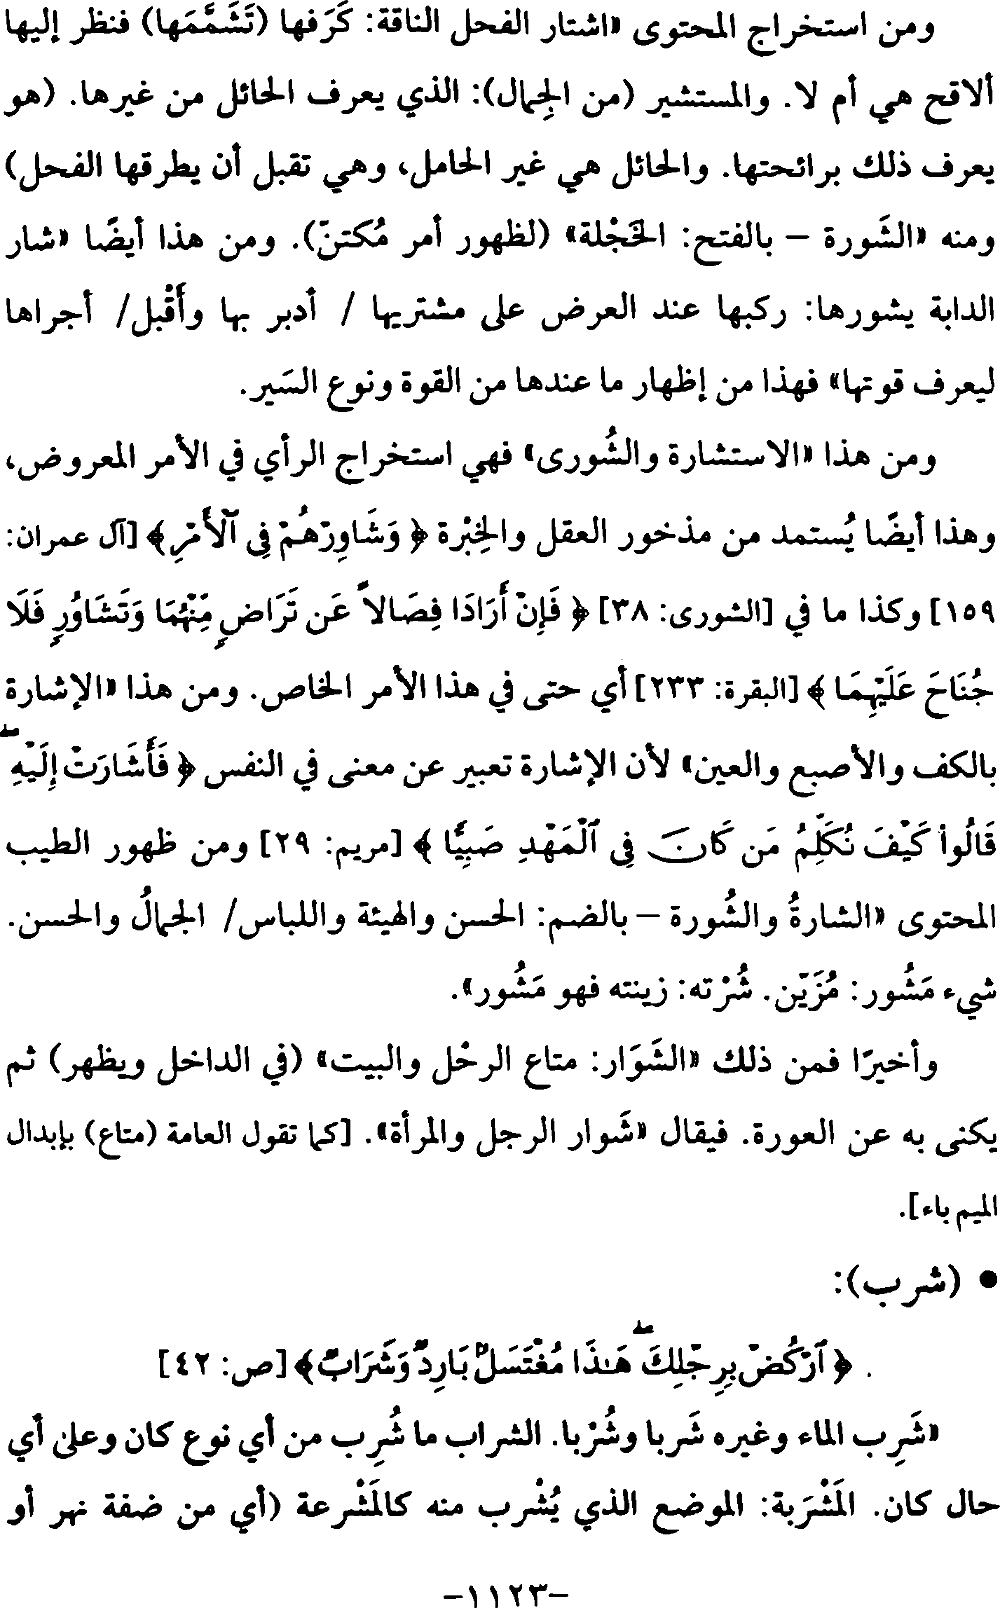 ومن استخراج المحتوى «اشتار الفحل الناقة: كَرَفها (تَشَمَّمَها) فنظر إليها
ألاقح هي أم لا. والمستشير (من الجِمال): الذي يعرف الحائل من غيرها. (هو
يعرف ذلك برائحتها. والحائل هي غير الحامل، وهي تقبل أن يطرقها الفحل)
ومنه «الشَورة – بالفتح: الخَجْلة» (لظهور أمر مُكتنّ). ومن هذا أيضًا «شار
الدابة يشورها: ركبها عند العرض على مشتريها / أدبر بها وأَقْبل/ أجراها
ليعرف قوتها» فهذا من إظهار ما عندها من القوة ونوع السَير.
ومن هذا «الاستشارة والشُورى» فهي استخراج الرأي في الأمر المعروض،
وهذا أيضًا يُستمد من مذخور العقل والخِبْرة ﴿ وَشَاوِرْهُمْ فِى ٱلْأَمْرِ ﴾ [آل عمران:
١٥٩] وكذا ما في [الشورى: ٣٨] ﴿ فَإِنْ أَرَادَا فِصَالاً عَن تَرَاضٍ مِّنْهُمَا وَتَشَاوُرٍ فَلَا
جُنَاحَ عَلَيْهِمَا ﴾ [البقرة: ٢٣٣] أي حتى في هذا الأمر الخاص. ومن هذا «الإشارة
بالكف والأصبع والعين» لأن الإشارة تعبير عن معنى في النفس ﴿ فَأَشَارَتْ إِلَيْهِ ۖ
قَالُوا۟ كَيْفَ نُكَلِّمُ مَن كَانَ فِى ٱلْمَهْدِ صَبِيًّا ﴾ [مريم: ٢٩] ومن ظهور الطيب
المحتوى «الشارةُ والشُورة – بالضم: الحسن والهيئة واللباس/ الجمالُ والحسن.
شيء مَشُور: مُزَيّن. شُرْته: زينته فهو مَشُور».
وأخيرًا فمن ذلك «الشَوَار: متاع الرحْل والبيت» (في الداخل ويظهر) ثم
يكنى به عن العورة. فيقال «شَوار الرجل والمرأة». [كما تقول العامة (متاع) بإبدال
الميم باء].
● (شرب):
. ﴿ ٱرْكُضْ بِرِجْلِكَ ۖ هَـٰذَا مُغْتَسَلٌۢ بَارِدٌ وَشَرَابٌ ﴾ [ص: ٤٢]
«شَرِب الماء وغيره شَربا وشُرْبا. الشراب ما شُرِب من أي نوع كان وعلى أي
حال كان. المَشْرَبة: الموضع الذي يُشْرب منه كالمَشْرعة (أي من ضفة نهر أو
-١١٢٣-